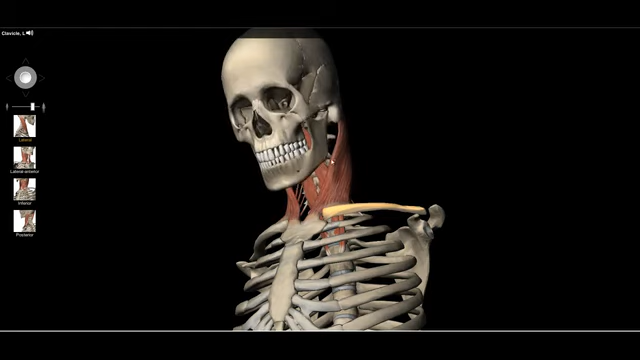 Clavicle, L
Lateral
Lateral-anterior
Inferior
Posterior